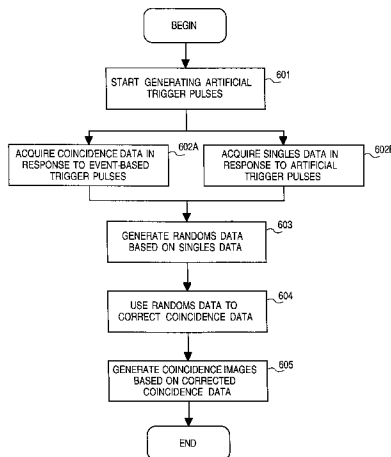 BEGIN
601
START GENERATING ARTIFICIAL
TRIGGER PULSES
602A
ACQUIRE COINCIDENCE DATA IN
RESPONSE TO EVENT-BASED
TRIGGER PULSES
ACQUIRE SINGLES DATA IN
RESPONSE TO ARTIFICIAL
TRIGGER PULSES
603
GENERATE RANDOMS DATA
BASED ON SINGLES DATA
604
USE RANDOMS DATA TO
CORRECT COINCIDENCE DATA
605
GENERATE COINCIDENCE IMAGES
BASED ON CORRECTED
COINCIDENCE DATA
END